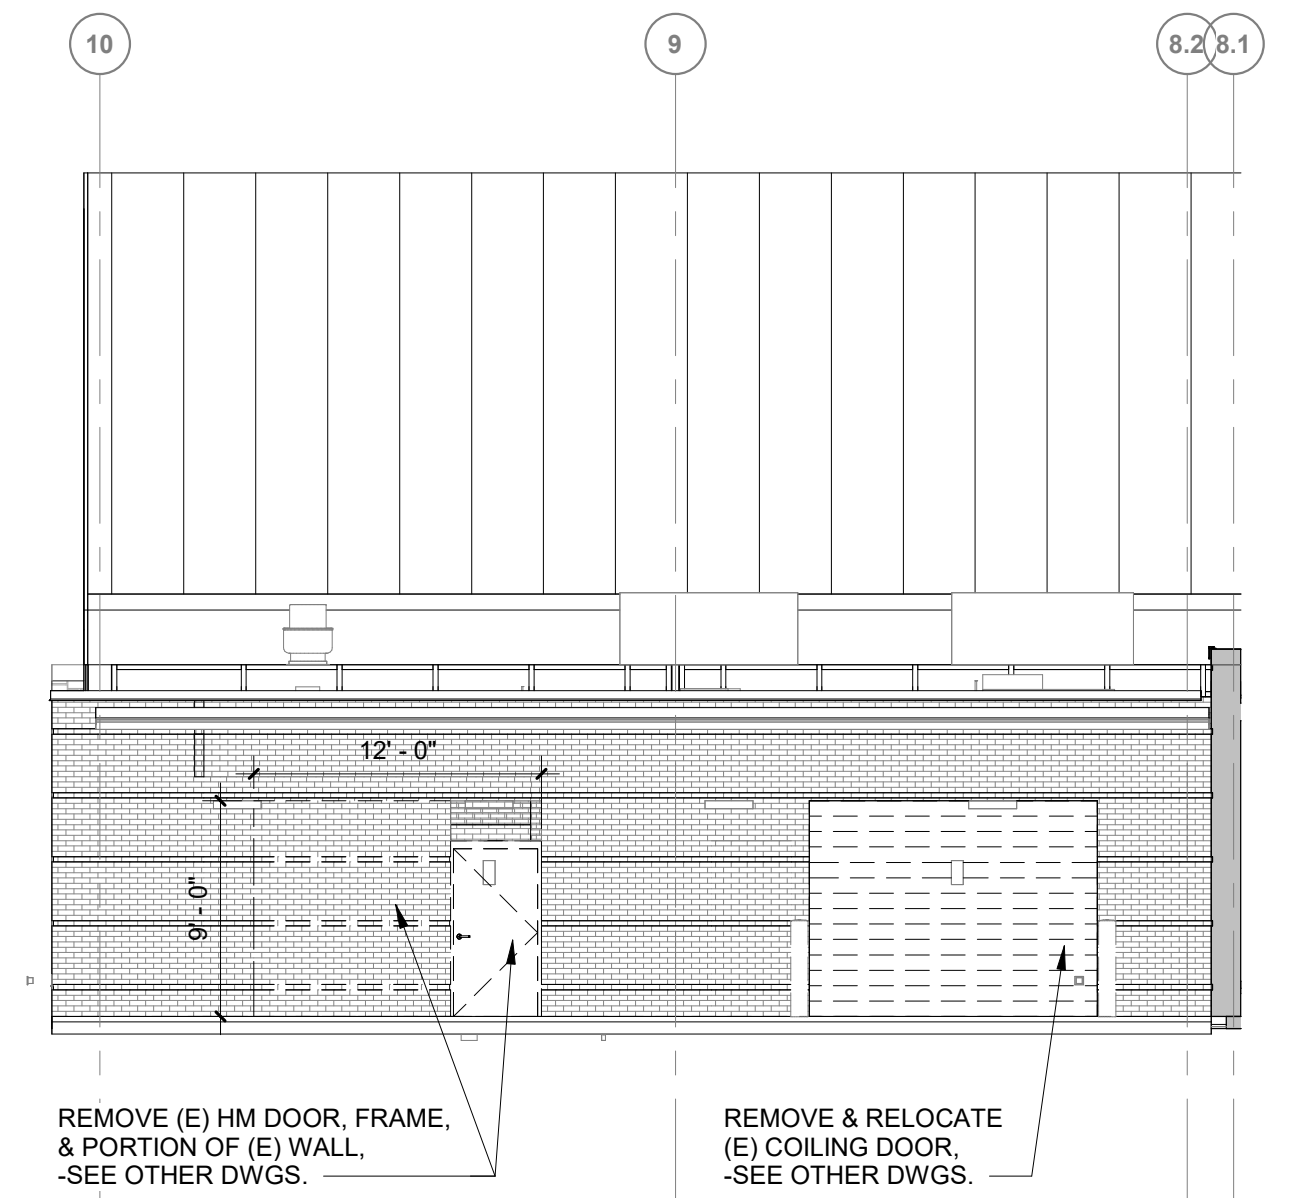 10
9
8.2
8.1
12' - 0"
9' - 0"
REMOVE (E) HM DOOR, FRAME,
& PORTION OF (E) WALL,
-SEE OTHER DWGS.
REMOVE & RELOCATE
(E) COILING DOOR,
-SEE OTHER DWGS.